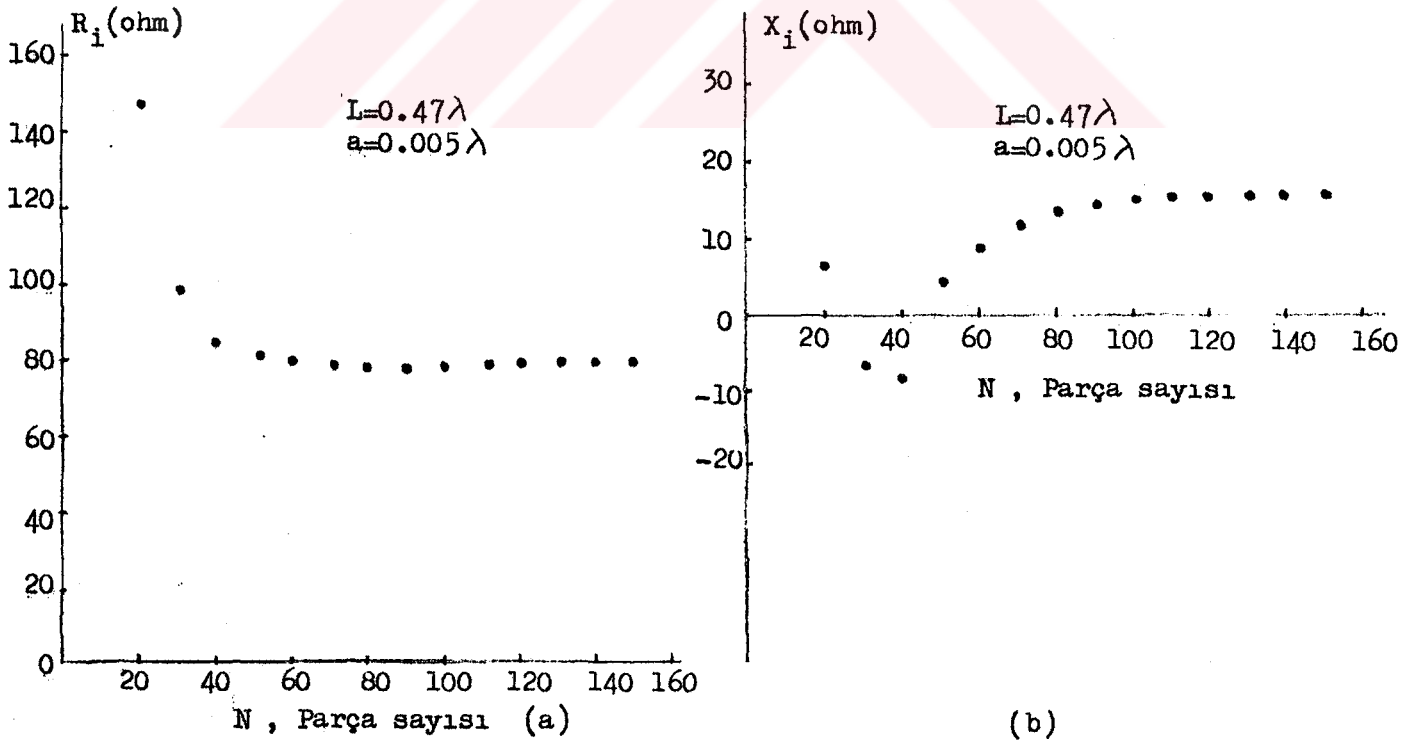 R_i(ohm)
160
140
120
100
80
60
40
20
0
L=0.47λ
a=0.005λ
20 40 60 80 100 120 140 160
N , Parça sayısı (a)
X_i(ohm)
30
20
10
0
-10
-20
L=0.47λ
a=0.005λ
20 40 60 80 100 120 140 160
N , Parça sayısı
(b)